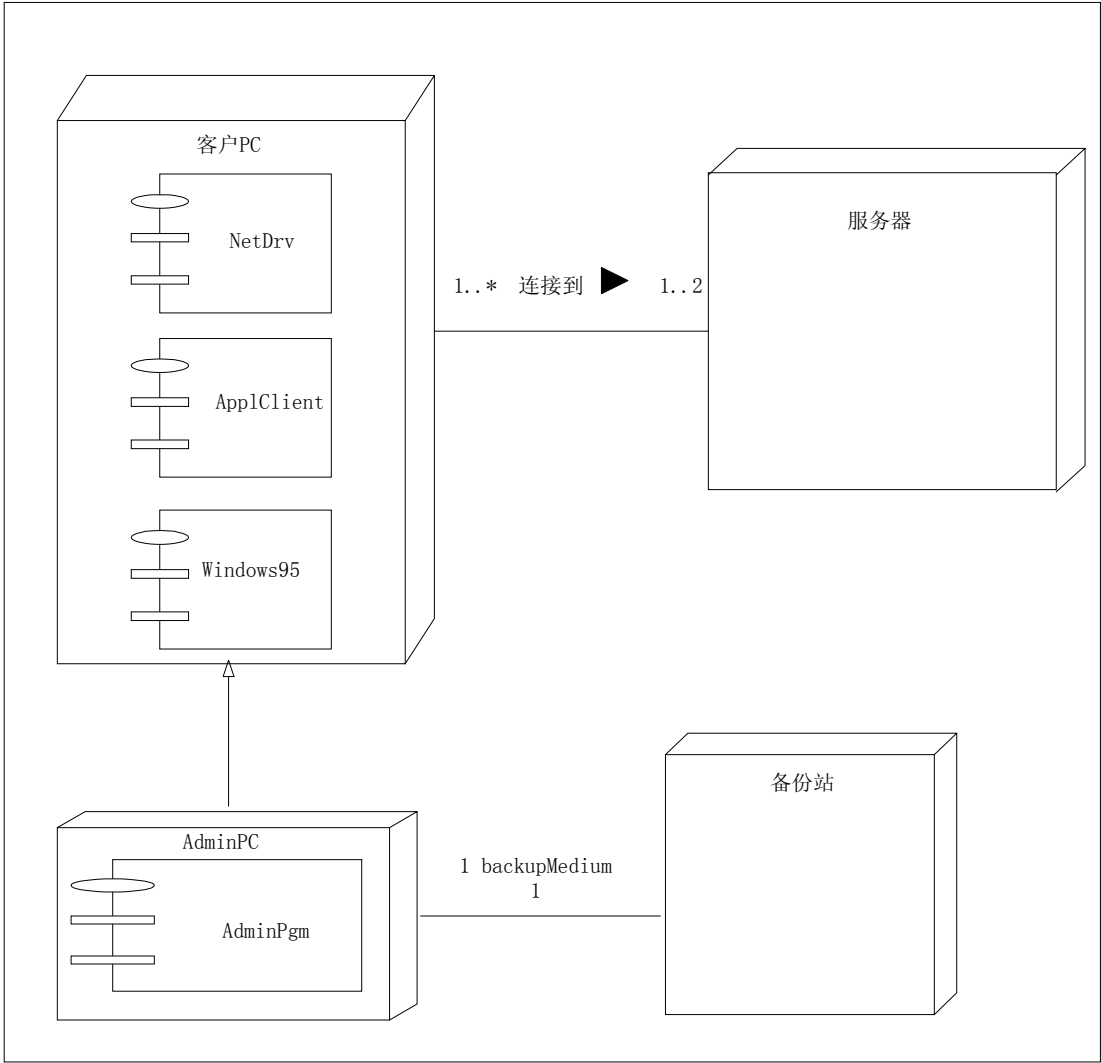 客户PC
NetDrv
ApplClient
Windows95
1..* 连接到 1..2
服务器
AdminPC
AdminPgm
1 backupMedium
1
备份站